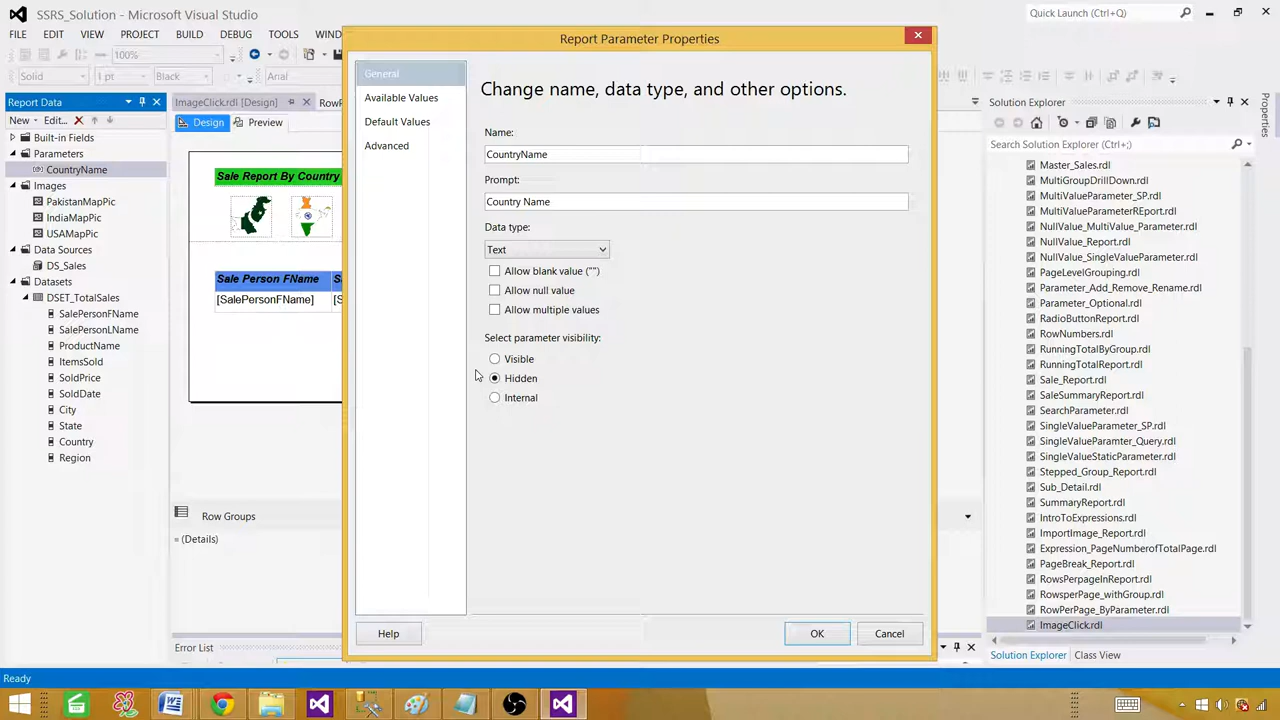 SSRS_Solution - Microsoft Visual Studio
Quick Launch (Ctrl+Q)
FILE EDIT VIEW PROJECT BUILD DEBUG TOOLS
100%
Solid
1 pt
Black
Arial
Report Data
New Edit...
Built-in Fields
Parameters
CountryName
Images
PakistanMapPic
IndiaMapPic
USAMapPic
Data Sources
DS_Sales
Datasets
DSET_TotalSales
SalePersonFName
SalePersonLName
ProductName
ItemsSold
SoldPrice
SoldDate
City
State
Country
Region
ImageClick.rdl [Design]
Design Preview
Sale Report By Country
Sale Person FName
[SalePersonFName]
Row Groups
(Details)
Error List
Report Parameter Properties
General
Available Values
Default Values
Advanced
Change name, data type, and other options.
Name:
CountryName
Prompt:
Country Name
Data type:
Text
Allow blank value ("")
Allow null value
Allow multiple values
Select parameter visibility:
Visible
Hidden
Internal
Help
OK
Cancel
Properties
Solution Explorer
Search Solution Explorer (Ctrl+;)
Master_Sales.rdl
MultiGroupDrillDown.rdl
MultiValueParameter_SP.rdl
MultiValueParameterREport.rdl
NullValue_MultiValue_Parameter.rdl
NullValue_Report.rdl
NullValue_SingleValueParameter.rdl
PageLevelGrouping.rdl
Parameter_Add_Remove_Rename.rdl
Parameter_Optional.rdl
RadioButtonReport.rdl
RowNumbers.rdl
RunningTotalByGroup.rdl
RunningTotalReport.rdl
Sale_Report.rdl
SaleSummaryReport.rdl
SearchParameter.rdl
SingleValueParameter_SP.rdl
SingleValueParamter_Query.rdl
SingleValueStaticParameter.rdl
Stepped_Group_Report.rdl
Sub_Detail.rdl
SummaryReport.rdl
IntroToExpressions.rdl
ImportImage_Report.rdl
Expression_PageNumberofTotalPage.rdl
PageBreak_Report.rdl
RowsPerpageInReport.rdl
RowsperPage_withGroup.rdl
RowPerPage_ByParameter.rdl
ImageClick.rdl
Solution Explorer Class View
Ready